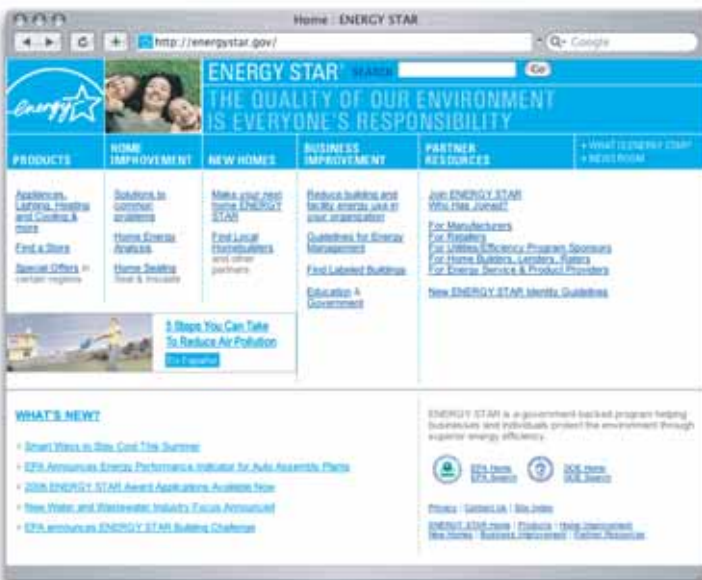 Home : ENERGY STAR
http://energystar.gov/
Google
energy
ENERGY STAR® SEARCH Go
THE QUALITY OF OUR ENVIRONMENT
IS EVERYONE'S RESPONSIBILITY
PRODUCTS
HOME
IMPROVEMENT
NEW HOMES
BUSINESS
IMPROVEMENT
PARTNER
RESOURCES
WHAT IS ENERGY STAR?
NEWS ROOM
Appliances,
Lighting, Heating
and Cooling &
more
Find a Store
Special Offers in
certain regions
Solutions to
common
problems
Home Energy
Analysis
Home Sealing
Seal & Insulate
Make your next
home ENERGY
STAR
Find Local
Homebuilders
and other
partners
Reduce building and
facility energy use in
your organization
Guidelines for Energy
Management
Find Labeled Buildings
Education &
Government
Join ENERGY STAR
Who Has Joined?
For Manufacturers
For Retailers
For Utilities/Efficiency Program Sponsors
For Home Builders, Lenders, Raters
For Energy Service & Product Providers
New ENERGY STAR Identity Guidelines
5 Steps You Can Take
To Reduce Air Pollution
En Español
WHAT'S NEW?
Smart Ways to Stay Cool This Summer
EPA Announces Energy Performance Indicator for Auto Assembly Plants
2006 ENERGY STAR Award Applications Available Now
New Water and Wastewater Industry Focus Announced
EPA announces ENERGY STAR Building Challenge
ENERGY STAR is a government-backed program helping
businesses and individuals protect the environment through
superior energy efficiency.
EPA Home
EPA Search
DOE Home
DOE Search
Privacy | Contact Us | Site Index
ENERGY STAR Home | Products | Home Improvement
New Homes | Business Improvement | Partner Resources